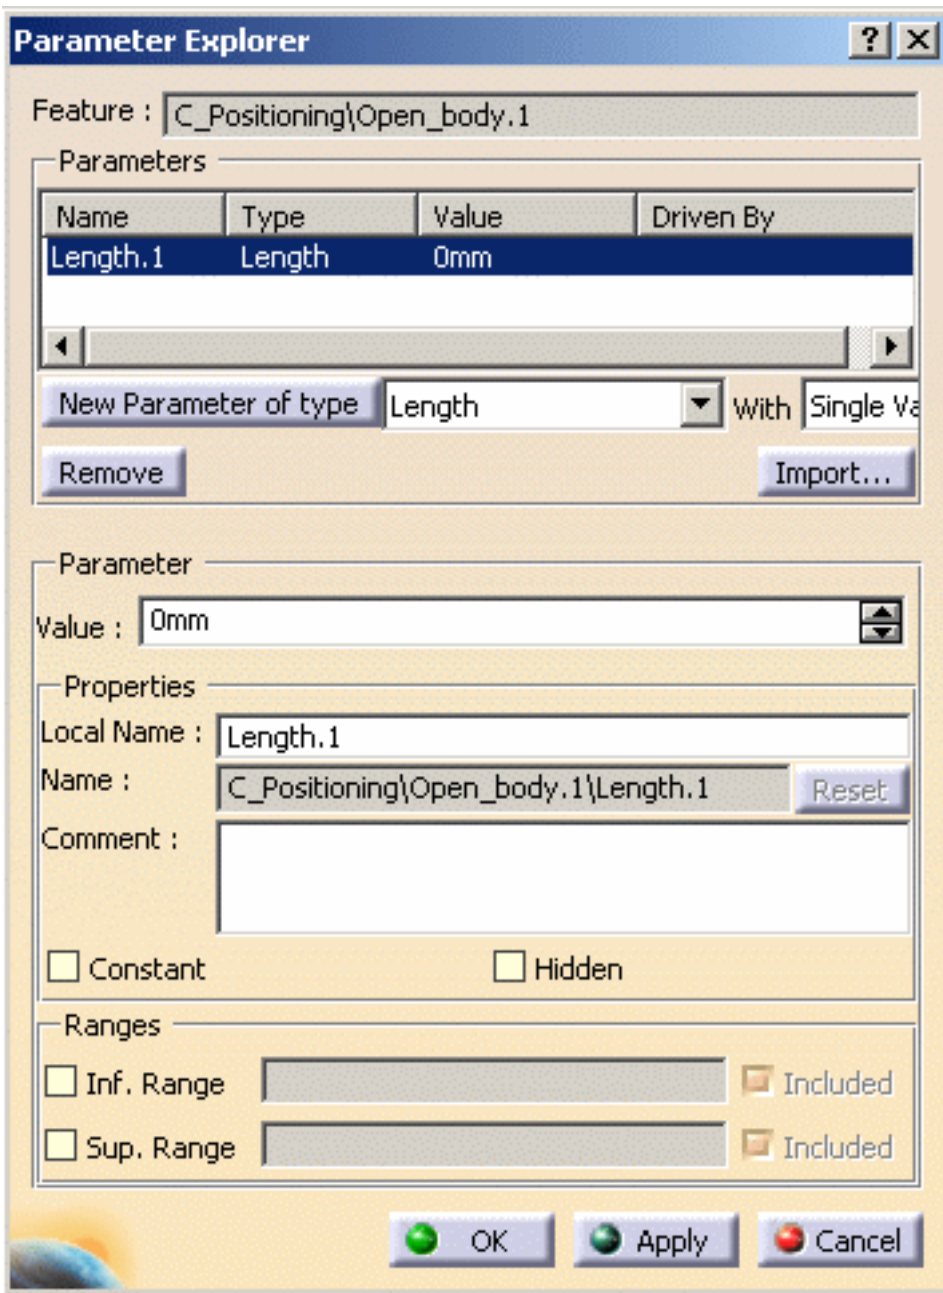 Parameter Explorer
Feature : C_Positioning\Open_body.1
Parameters
Name Type Value Driven By
Length.1 Length 0mm
New Parameter of type Length With Single Va
Remove Import...
Parameter
Value : 0mm
Properties
Local Name : Length.1
Name : C_Positioning\Open_body.1\Length.1 Reset
Comment :
Constant Hidden
Ranges
Inf. Range Included
Sup. Range Included
OK Apply Cancel